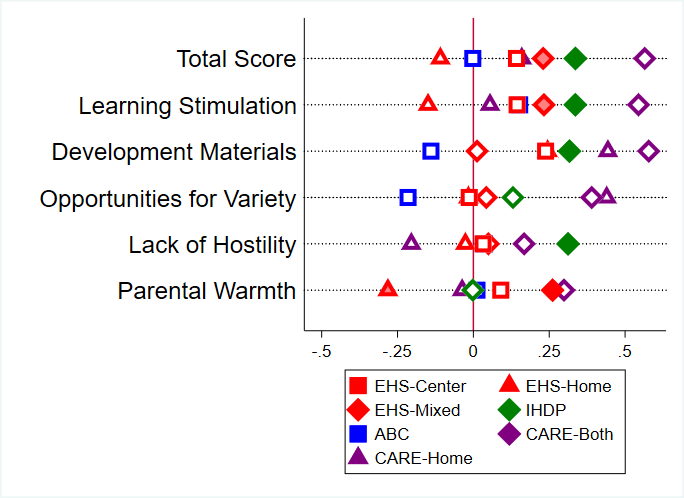 Total Score
Learning Stimulation
Development Materials
Opportunities for Variety
Lack of Hostility
Parental Warmth
-.5 -.25 0 .25 .5
EHS-Center EHS-Home
EHS-Mixed IHDP
ABC CARE-Both
CARE-Home